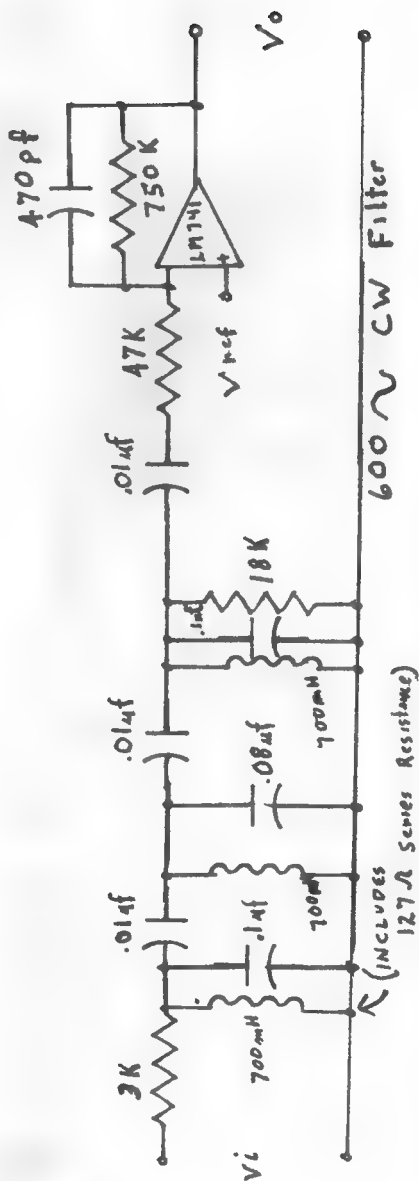 Vi
3K
700mH
.1uf
.01uf
700mH
.08uf
.01uf
700mH
.1uf
18K
.01uf
47K
Vref
LM741
+
470pf
750K
Vo
(INCLUDES
127Ω Series Resistance)
600 ~ CW Filter